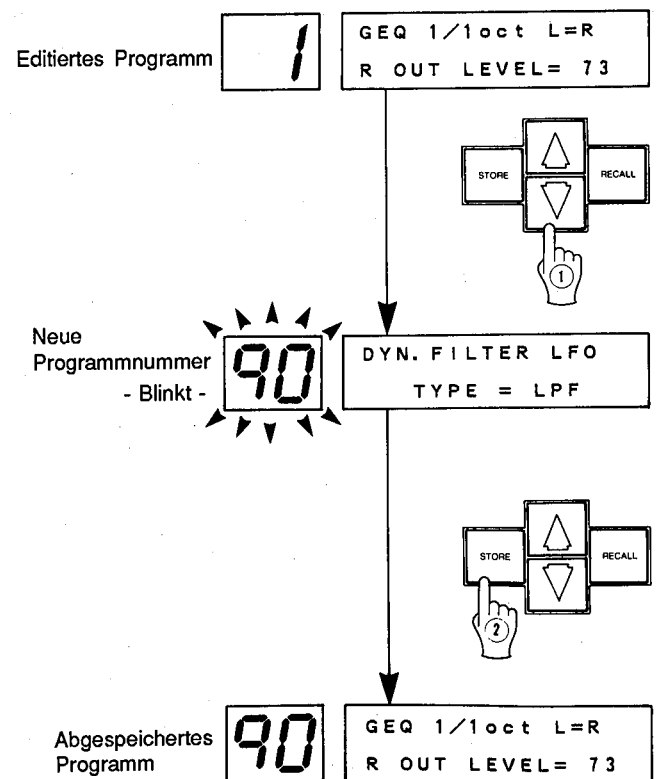 Editiertes Programm
1
GEQ 1/1oct L=R
R OUT LEVEL= 73
STORE
RECALL
1
Neue
Programmnummer
- Blinkt -
90
DYN. FILTER LFO
TYPE = LPF
STORE
RECALL
2
Abgespeichertes
Programm
90
GEQ 1/1oct L=R
R OUT LEVEL= 73